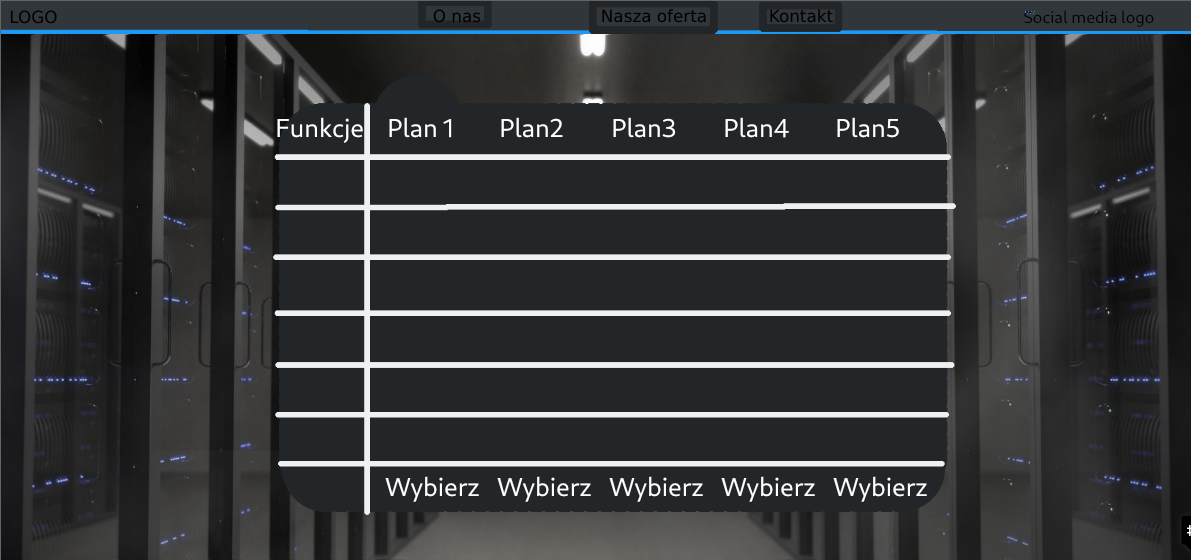 LOGO O nas Nasza oferta Kontakt Social media logo
Funkcje Plan 1 Plan2 Plan3 Plan4 Plan5
Wybierz Wybierz Wybierz Wybierz Wybierz